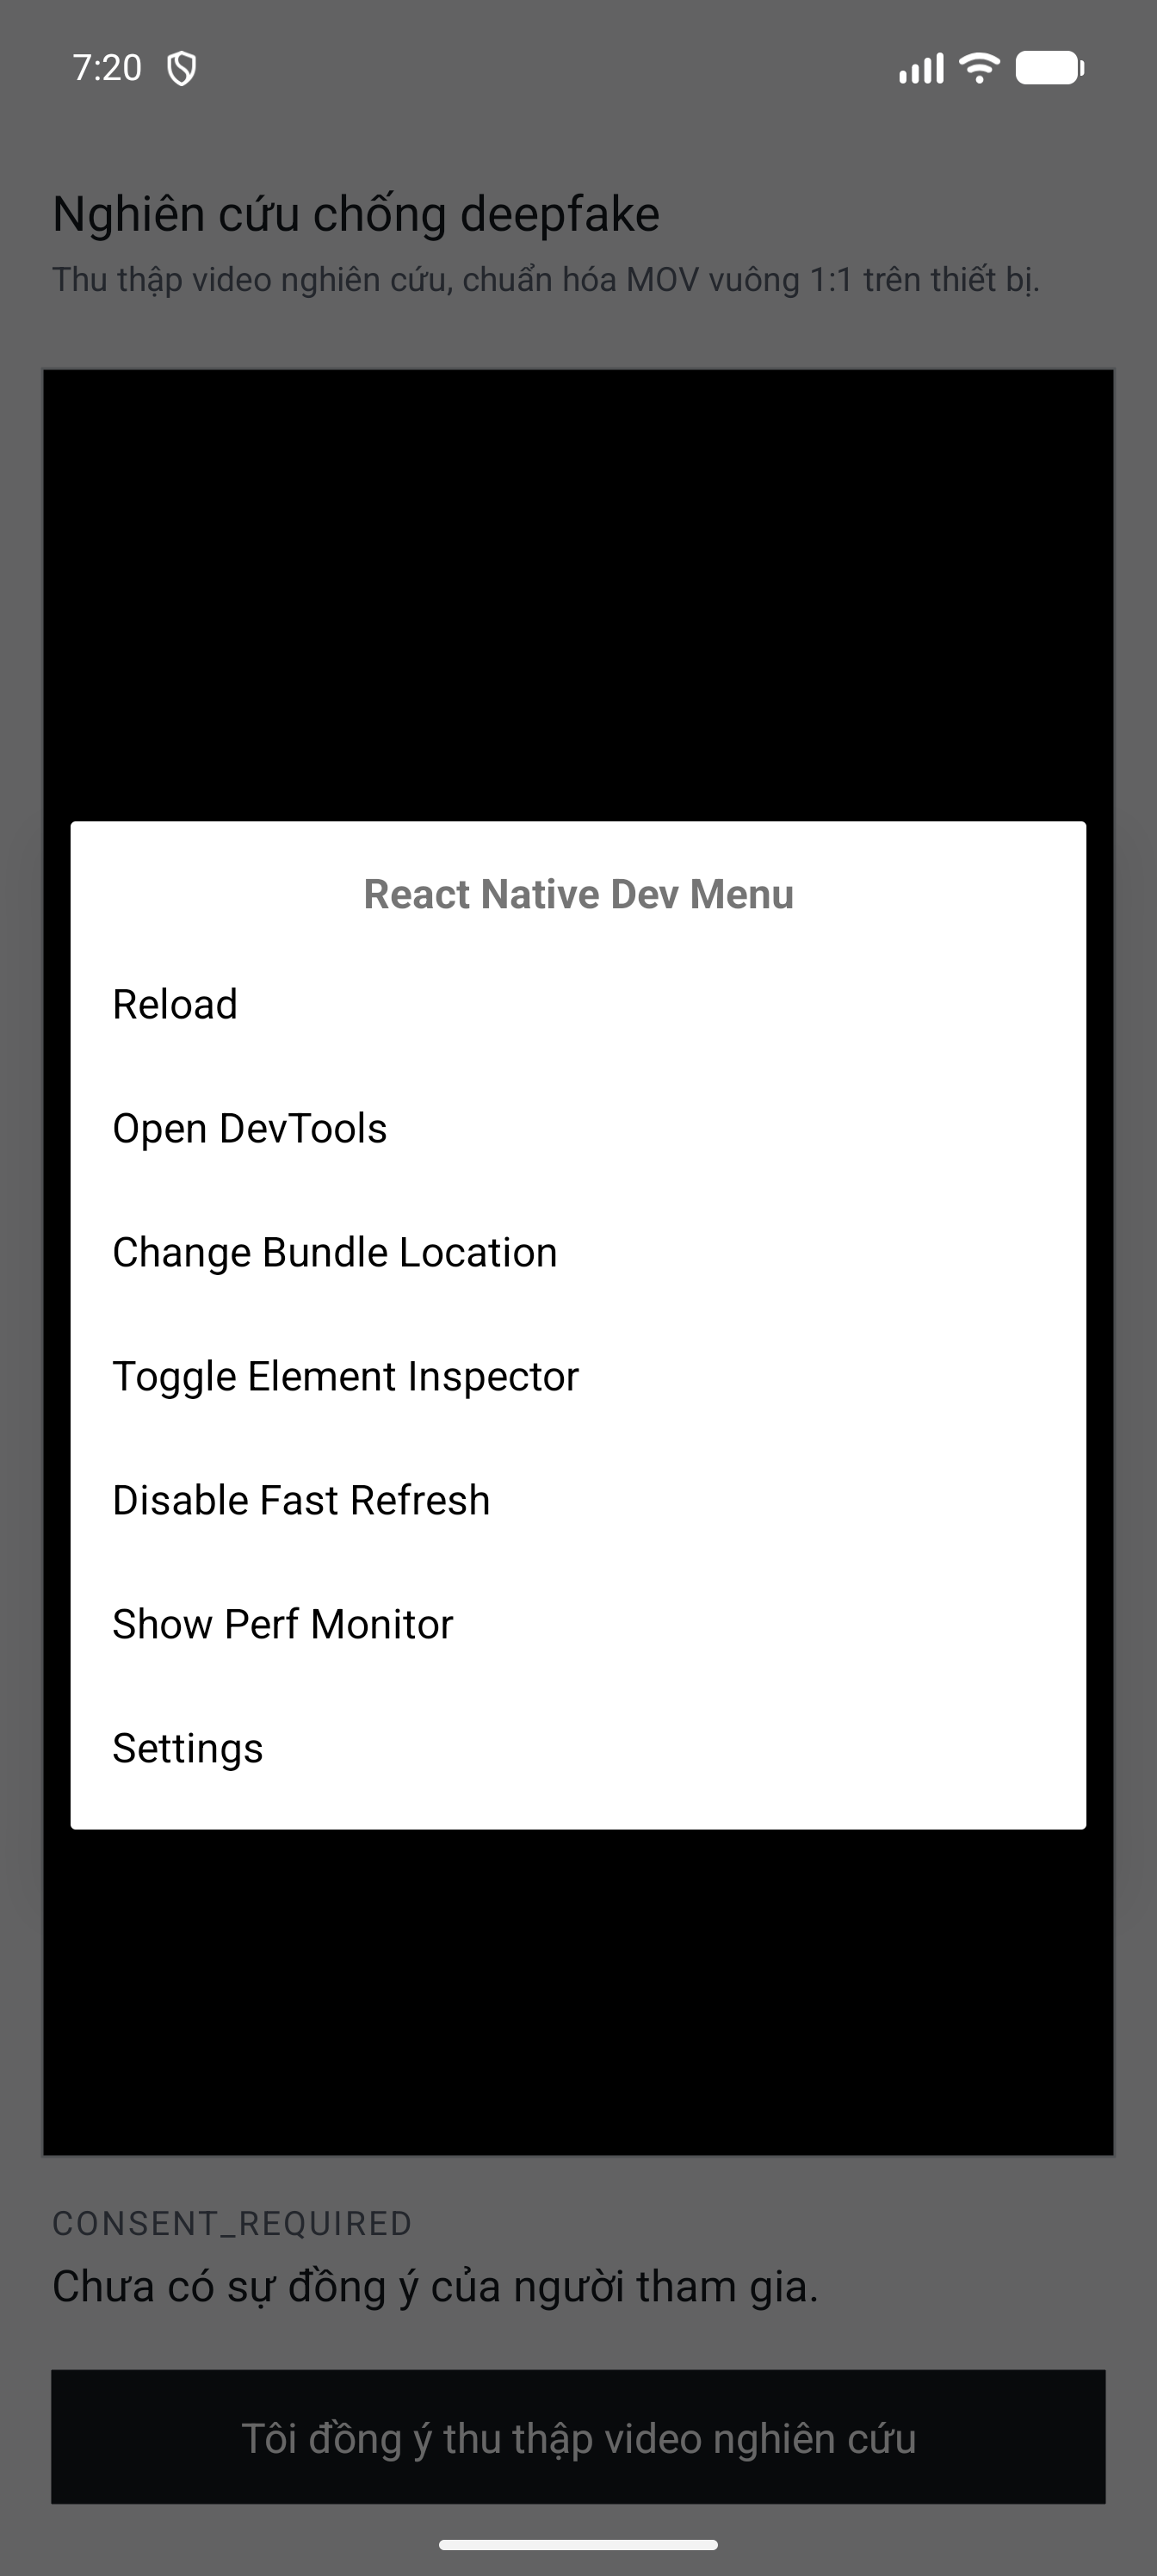 7:20
Nghiên cứu chống deepfake
Thu thập video nghiên cứu, chuẩn hóa MOV vuông 1:1 trên thiết bị.
React Native Dev Menu
Reload
Open DevTools
Change Bundle Location
Toggle Element Inspector
Disable Fast Refresh
Show Perf Monitor
Settings
CONSENT_REQUIRED
Chưa có sự đồng ý của người tham gia.
Tôi đồng ý thu thập video nghiên cứu